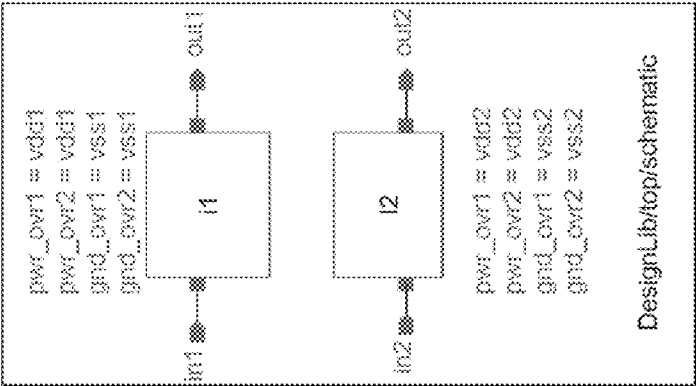 pwr_ovr1 = vdd1
pwr_ovr2 = vdd1
gnd_ovr1 = vss1
gnd_ovr2 = vss1
in1
I1
out1
in2
I2
out2
pwr_ovr1 = vdd2
pwr_ovr2 = vdd2
gnd_ovr1 = vss2
gnd_ovr2 = vss2
DesignLib/top/schematic